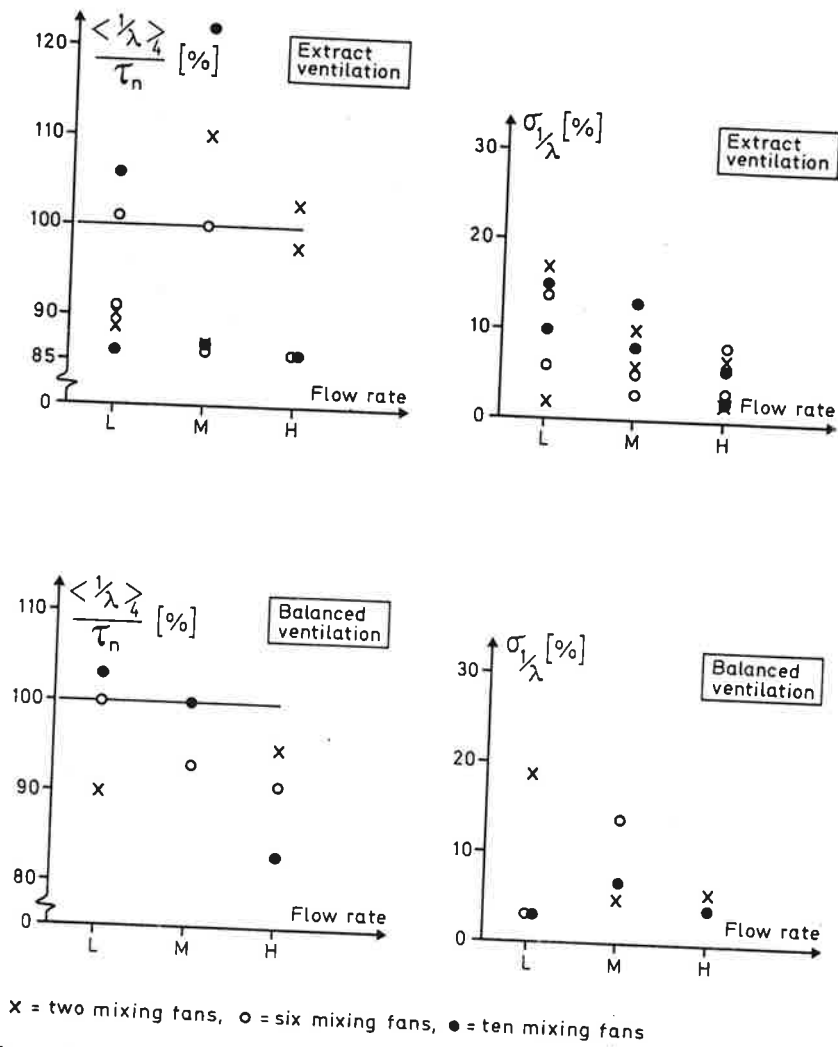 <1/λ>₄ / τₙ [%]
Extract ventilation
120
110
100
90
85
0
L M H
Flow rate
σ₁/λ [%]
Extract ventilation
30
20
10
0
L M H
Flow rate
<1/λ>₄ / τₙ [%]
Balanced ventilation
110
100
90
80
0
L M H
Flow rate
σ₁/λ [%]
Balanced ventilation
30
20
10
0
L M H
Flow rate
x = two mixing fans, o = six mixing fans, ● = ten mixing fans